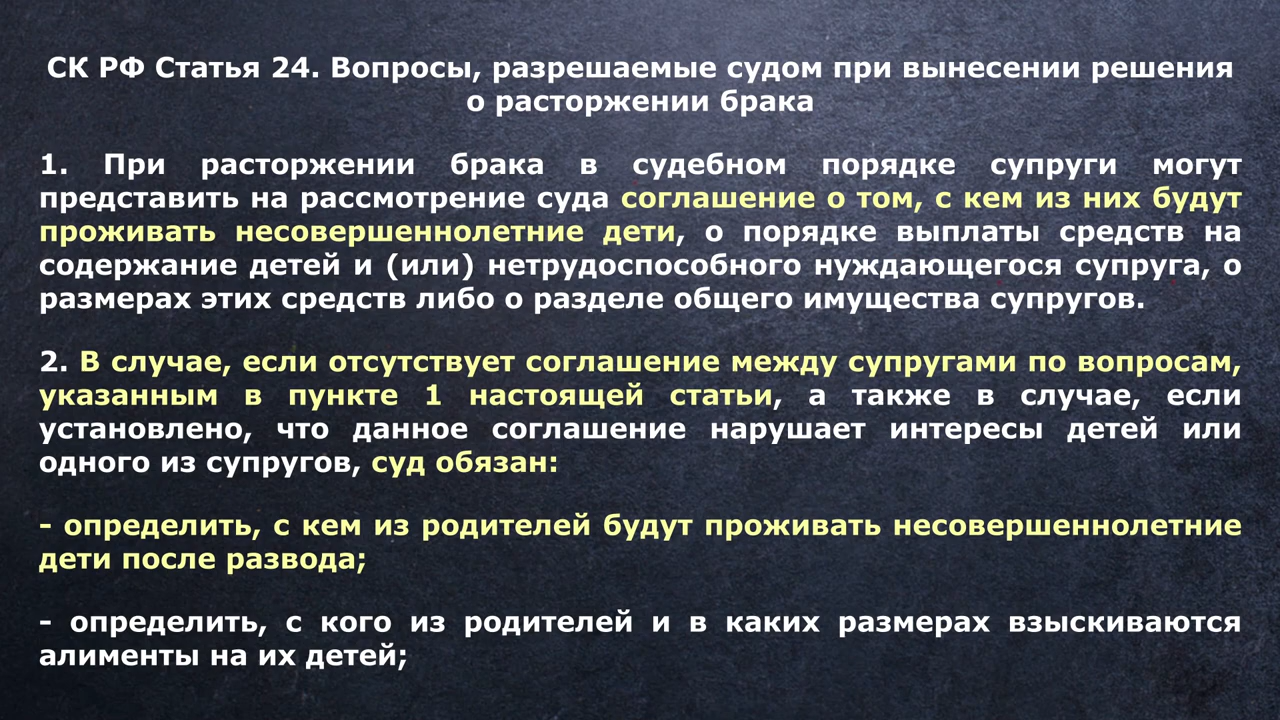 СК РФ Статья 24. Вопросы, разрешаемые судом при вынесении решения
о расторжении брака
1. При расторжении брака в судебном порядке супруги могут
представить на рассмотрение суда соглашение о том, с кем из них будут
проживать несовершеннолетние дети, о порядке выплаты средств на
содержание детей и (или) нетрудоспособного нуждающегося супруга, о
размерах этих средств либо о разделе общего имущества супругов.
2. В случае, если отсутствует соглашение между супругами по вопросам,
указанным в пункте 1 настоящей статьи, а также в случае, если
установлено, что данное соглашение нарушает интересы детей или
одного из супругов, суд обязан:
- определить, с кем из родителей будут проживать несовершеннолетние
дети после развода;
- определить, с кого из родителей и в каких размерах взыскиваются
алименты на их детей;